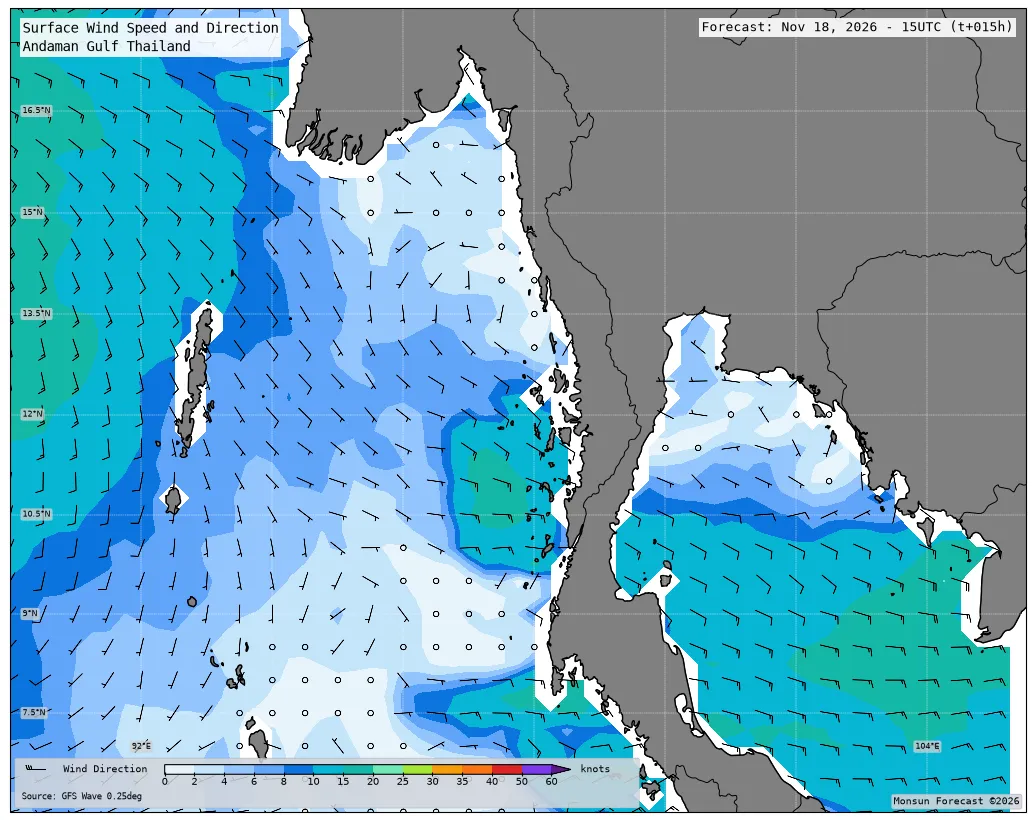 Surface Wind Speed and Direction
Andaman Gulf Thailand
Forecast: Nov 18, 2026 - 15UTC (t+015h)
16.5°N
15°N
13.5°N
12°N
10.5°N
9°N
7.5°N
92°E
104°E
Wind Direction
0 2 4 6 8 10 15 20 25 30 35 40 50 60
knots
Source: GFS Wave 0.25deg
Monsun Forecast ©2026